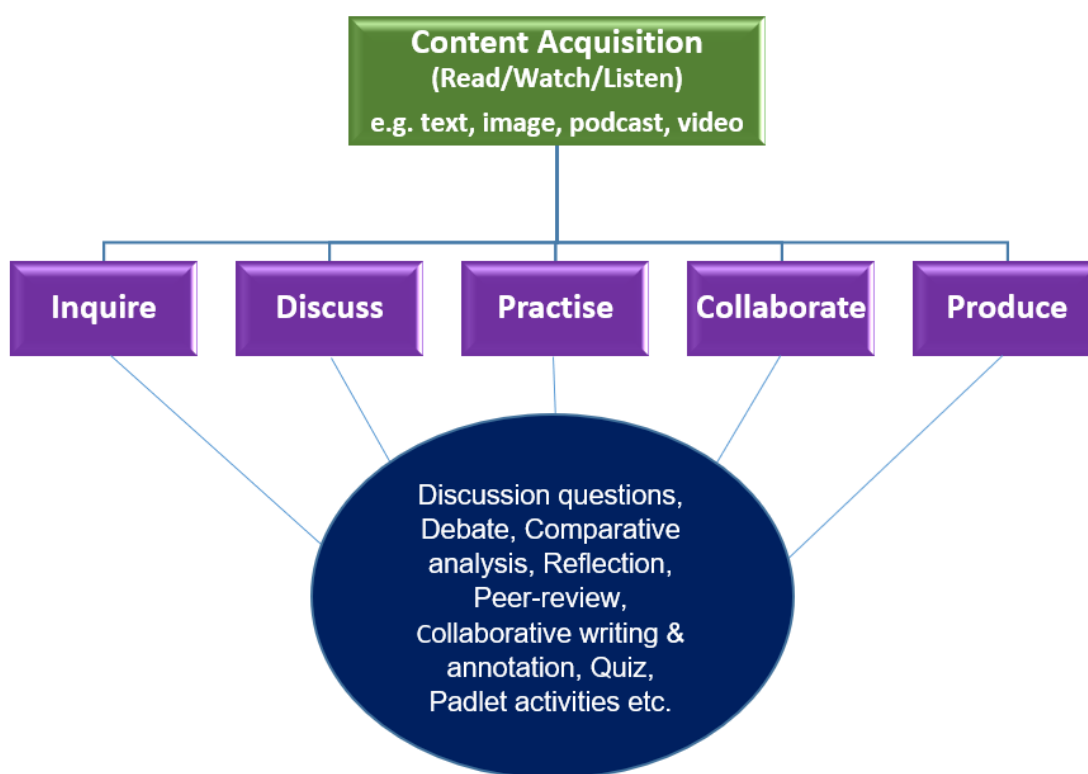 Content Acquisition
(Read/Watch/Listen)
e.g. text, image, podcast, video
Inquire
Discuss
Practise
Collaborate
Produce
Discussion questions,
Debate, Comparative
analysis, Reflection,
Peer-review,
Collaborative writing &
annotation, Quiz,
Padlet activities etc.